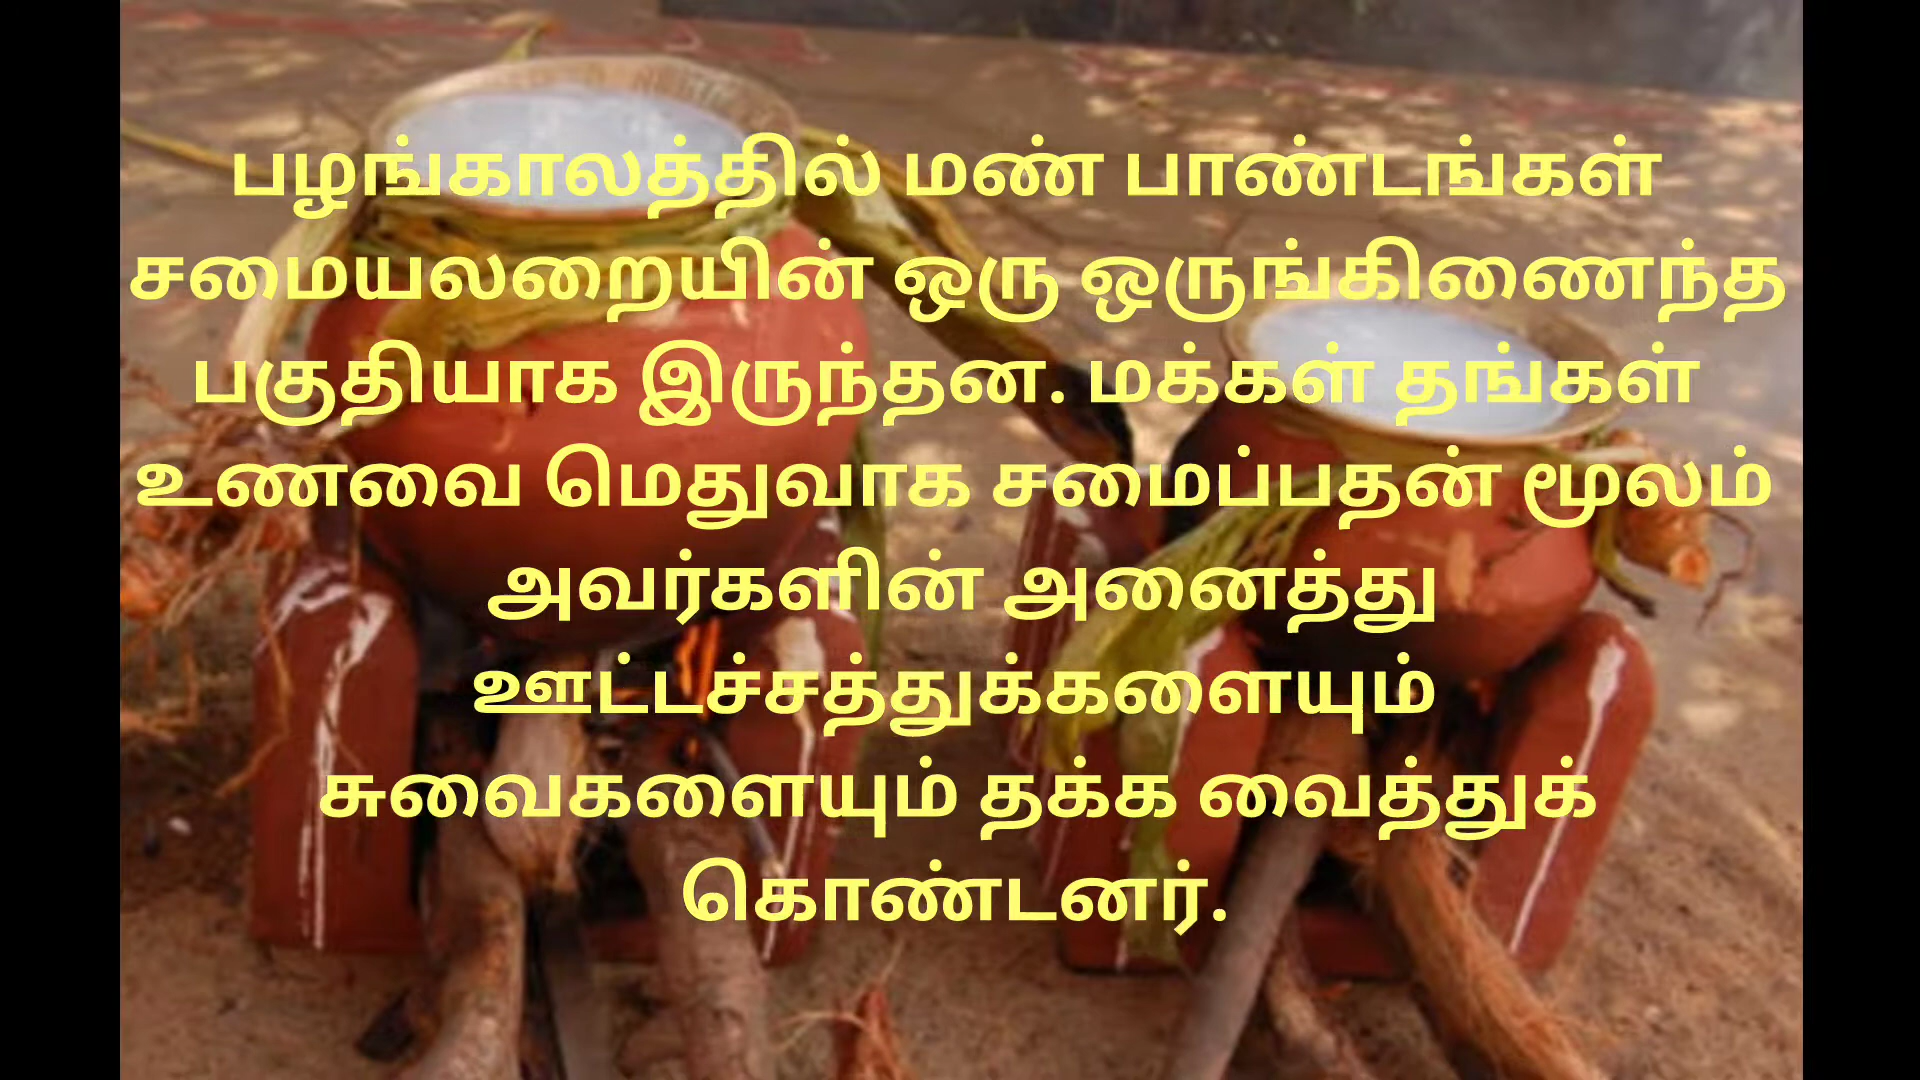 பழங்காலத்தில் மண் பாண்டங்கள்
சமையலறையின் ஒரு ஒருங்கிணைந்த
பகுதியாக இருந்தன. மக்கள் தங்கள்
உணவை மெதுவாக சமைப்பதன் மூலம்
அவர்களின் அனைத்து
ஊட்டச்சத்துக்களையும்
சுவைகளையும் தக்க வைத்துக்
கொண்டனர்.